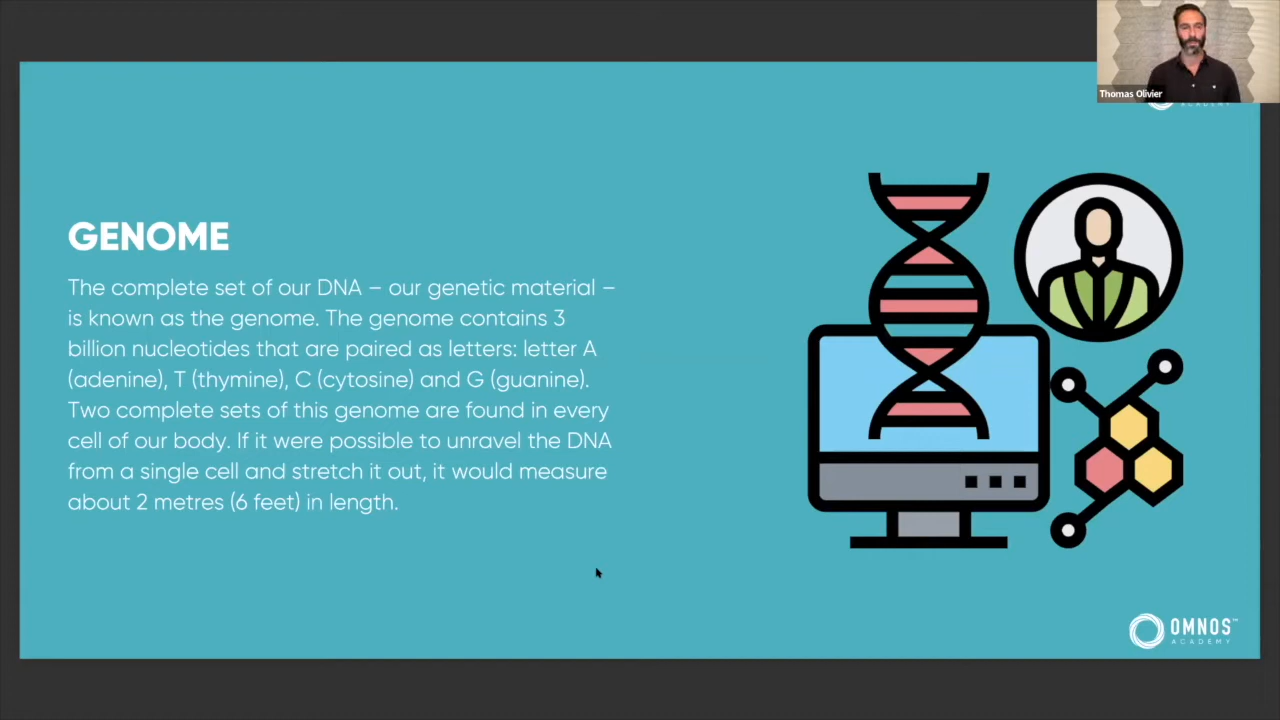 Thomas Olivier
GENOME
The complete set of our DNA – our genetic material –
is known as the genome. The genome contains 3
billion nucleotides that are paired as letters: letter A
(adenine), T (thymine), C (cytosine) and G (guanine).
Two complete sets of this genome are found in every
cell of our body. If it were possible to unravel the DNA
from a single cell and stretch it out, it would measure
about 2 metres (6 feet) in length.
OMNOS™
ACADEMY